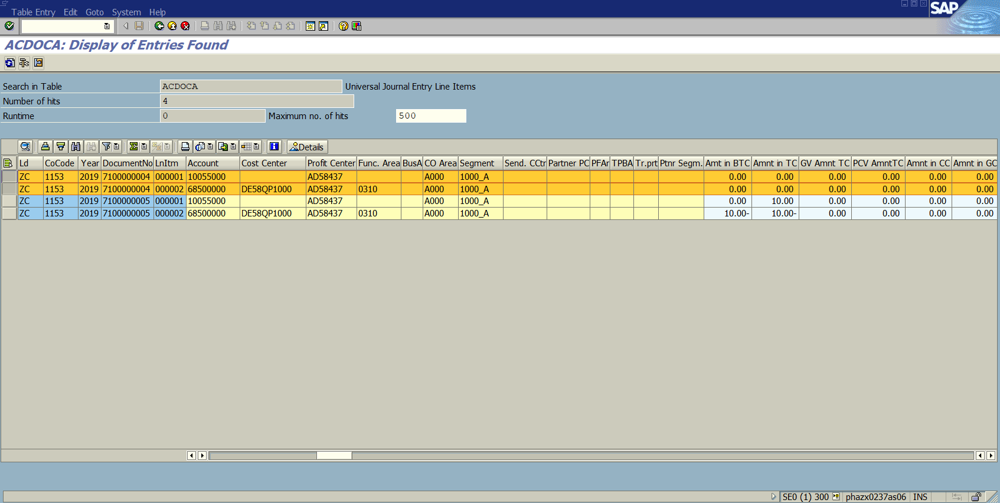 Table Entry Edit Goto System Help
SAP
ACDOCA: Display of Entries Found
Search in Table ACDOCA Universal Journal Entry Line Items
Number of hits 4
Runtime 0 Maximum no. of hits 500
Details
Ld CoCode Year DocumentNo LnItm Account Cost Center Profit Center Func. Area BusA CO Area Segment Send. CCtr Partner PC PFAr TPBA Tr.prt Ptnr Segm. Amt in BTC Amnt in TC GV Amnt TC PCV AmntTC Amnt in CC Amnt in GC
ZC 1153 2019 7100000004 000001 10055000 AD58437 A000 1000_A 0.00 0.00 0.00 0.00 0.00 0.00
ZC 1153 2019 7100000004 000002 68500000 DE58QP1000 AD58437 0310 A000 1000_A 0.00 0.00 0.00 0.00 0.00 0.00
ZC 1153 2019 7100000005 000001 10055000 AD58437 A000 1000_A 0.00 10.00 0.00 0.00 0.00 0.00
ZC 1153 2019 7100000005 000002 68500000 DE58QP1000 AD58437 0310 A000 1000_A 10.00- 10.00- 0.00 0.00 0.00 0.00
SE0 (1) 300 phazx0237as06 INS